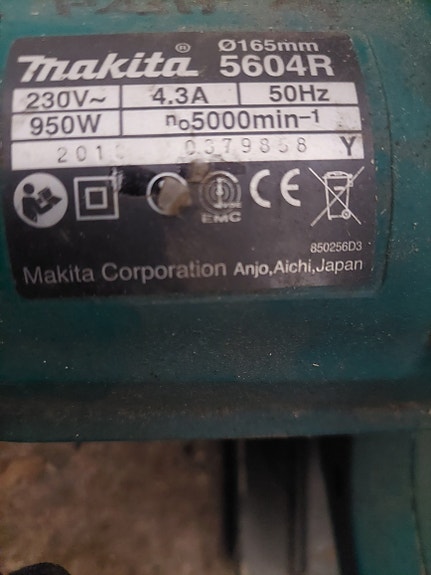 makita® Ø165mm
5604R
230V~ 4.3A 50Hz
950W n₀5000min⁻¹
Y
EMC CE
850256D3
Makita Corporation Anjo,Aichi,Japan